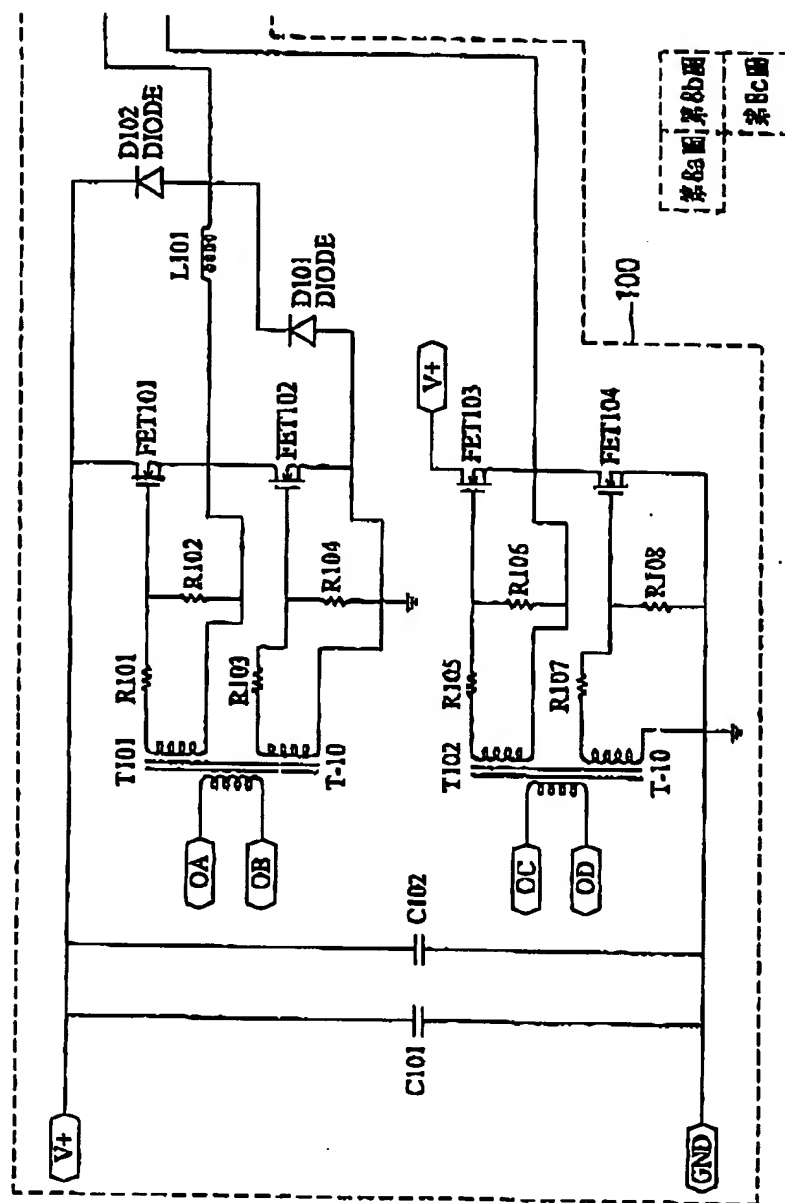 V+
C101
C102
GND
OA
OB
T101
T-10
R101
R102
R103
R104
FET101
FET102
L101
D102
DIODE
D101
DIODE
OC
OD
T102
T-10
R105
R106
R107
R108
V+
FET103
FET104
100
第8a圖
第8b圖
第8c圖